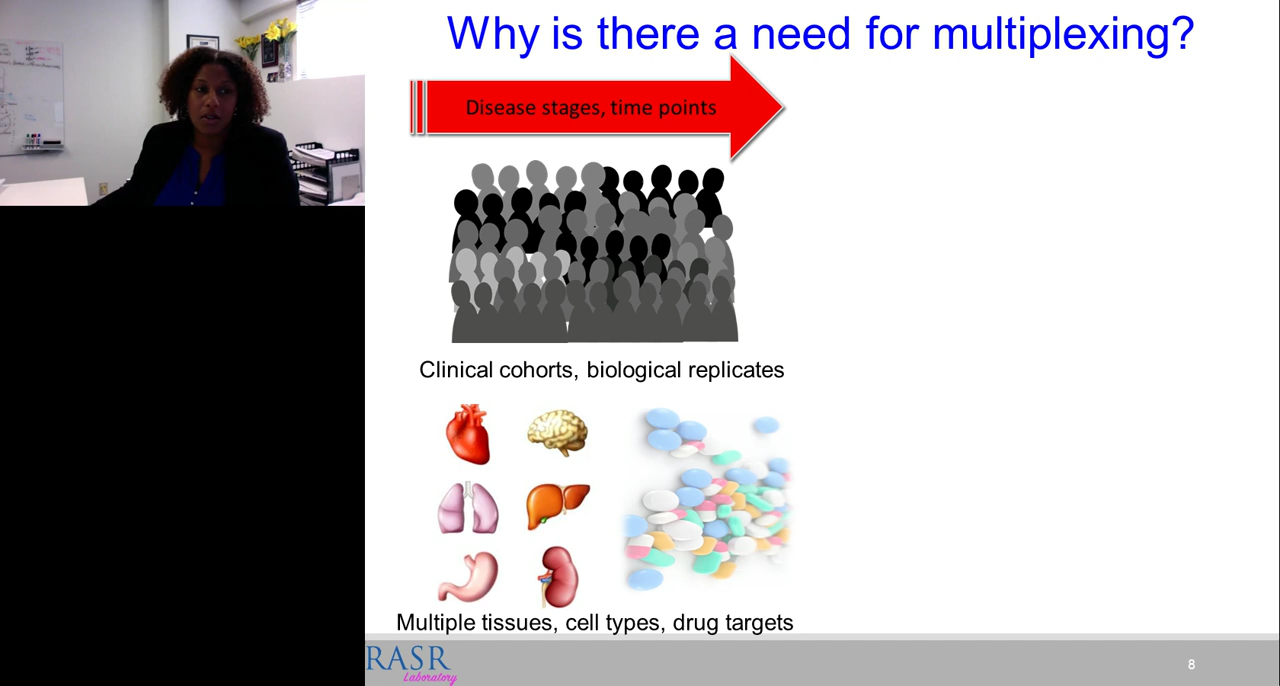 Why is there a need for multiplexing?
Disease stages, time points
Clinical cohorts, biological replicates
Multiple tissues, cell types, drug targets
RASR
Laboratory
8